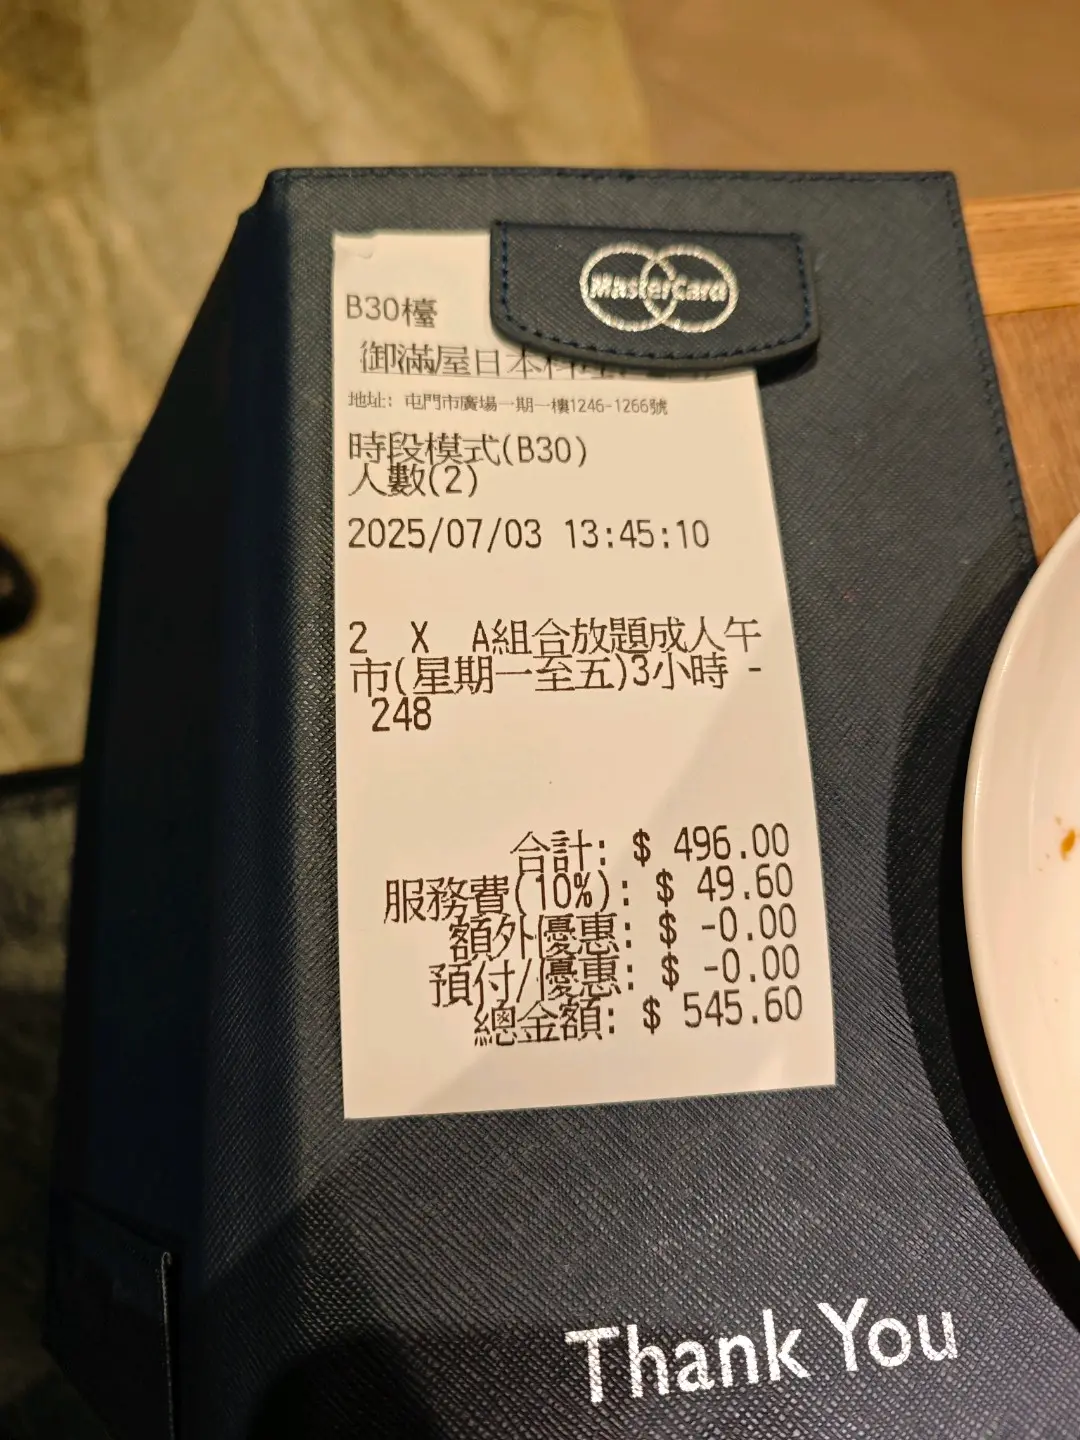 MasterCard
B30檯
御滿屋日本料理
地址: 屯門市廣場一期一樓1246-1266號
時段模式(B30)
人數(2)
2025/07/03 13:45:10
2 X A組合放題成人午
市(星期一至五)3小時 -
248
合計: $ 496.00
服務費(10%): $ 49.60
額外優惠: $ -0.00
預付/優惠: $ -0.00
總金額: $ 545.60
Thank You